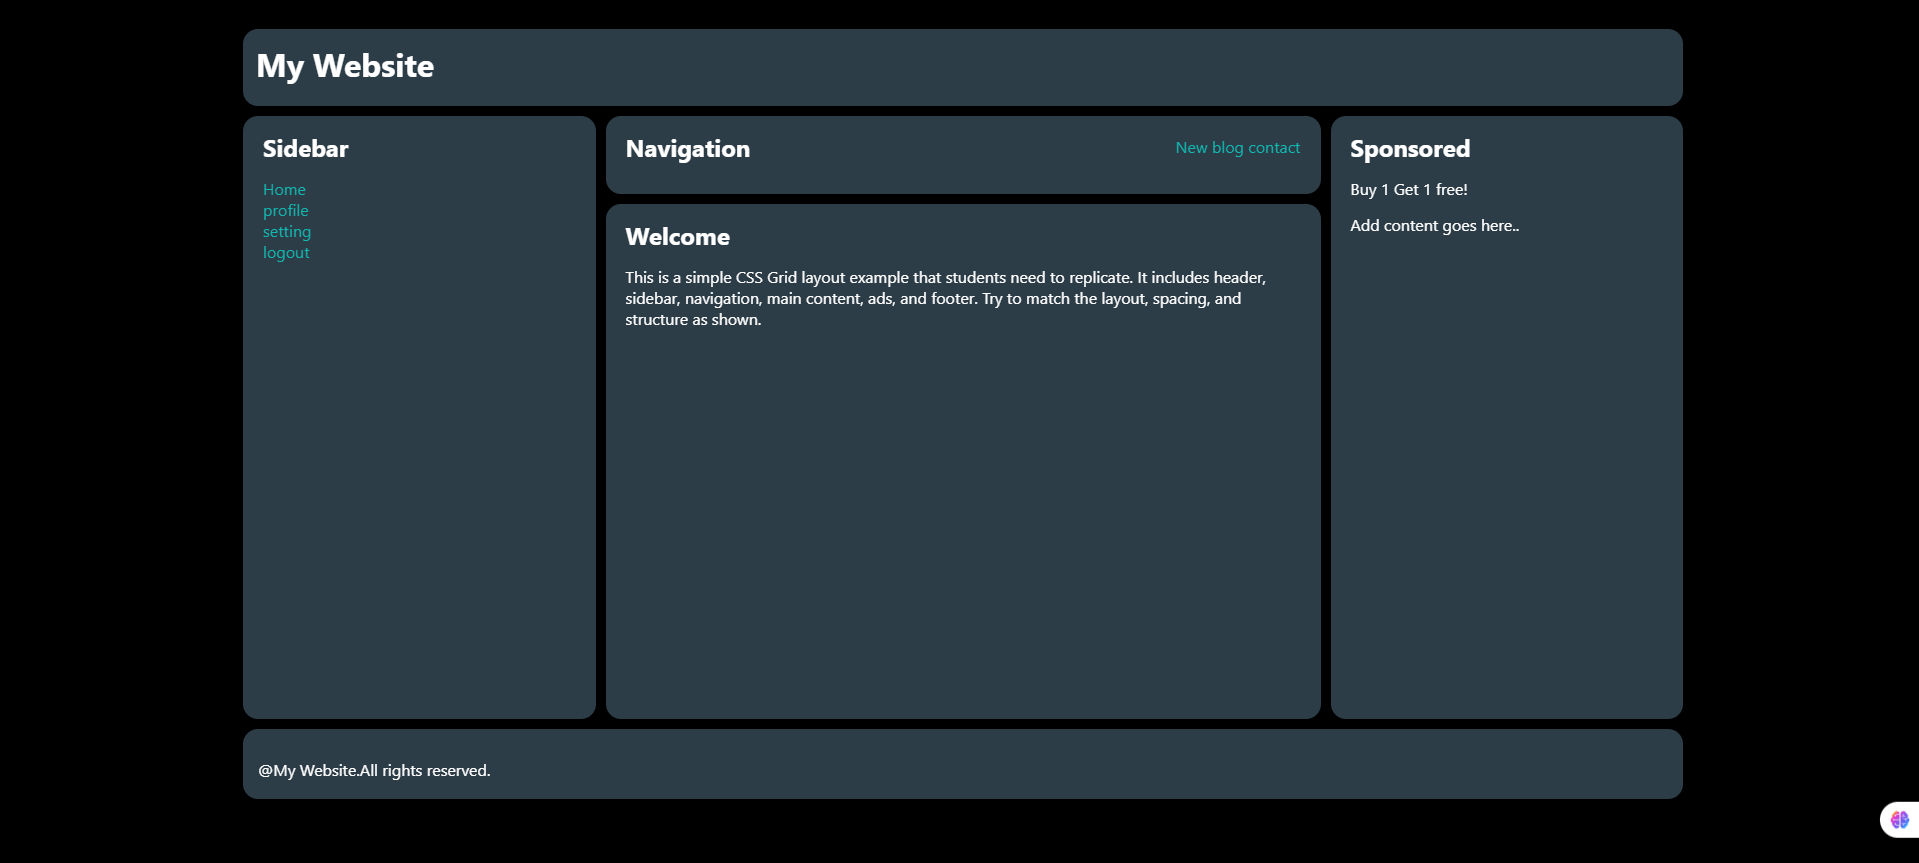 My Website
Sidebar
Home
profile
setting
logout
Navigation
New blog contact
Welcome
This is a simple CSS Grid layout example that students need to replicate. It includes header,
sidebar, navigation, main content, ads, and footer. Try to match the layout, spacing, and
structure as shown.
Sponsored
Buy 1 Get 1 free!
Add content goes here..
@My Website.All rights reserved.